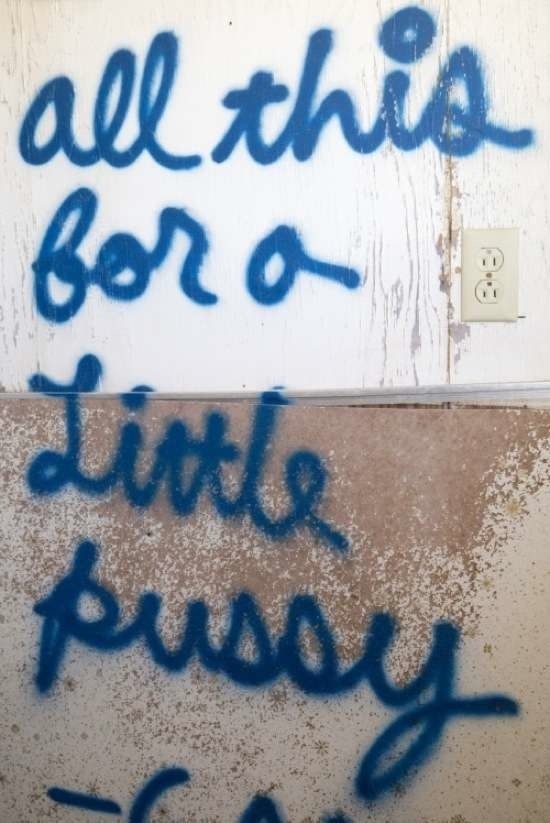 all this
for a
Little
pussy